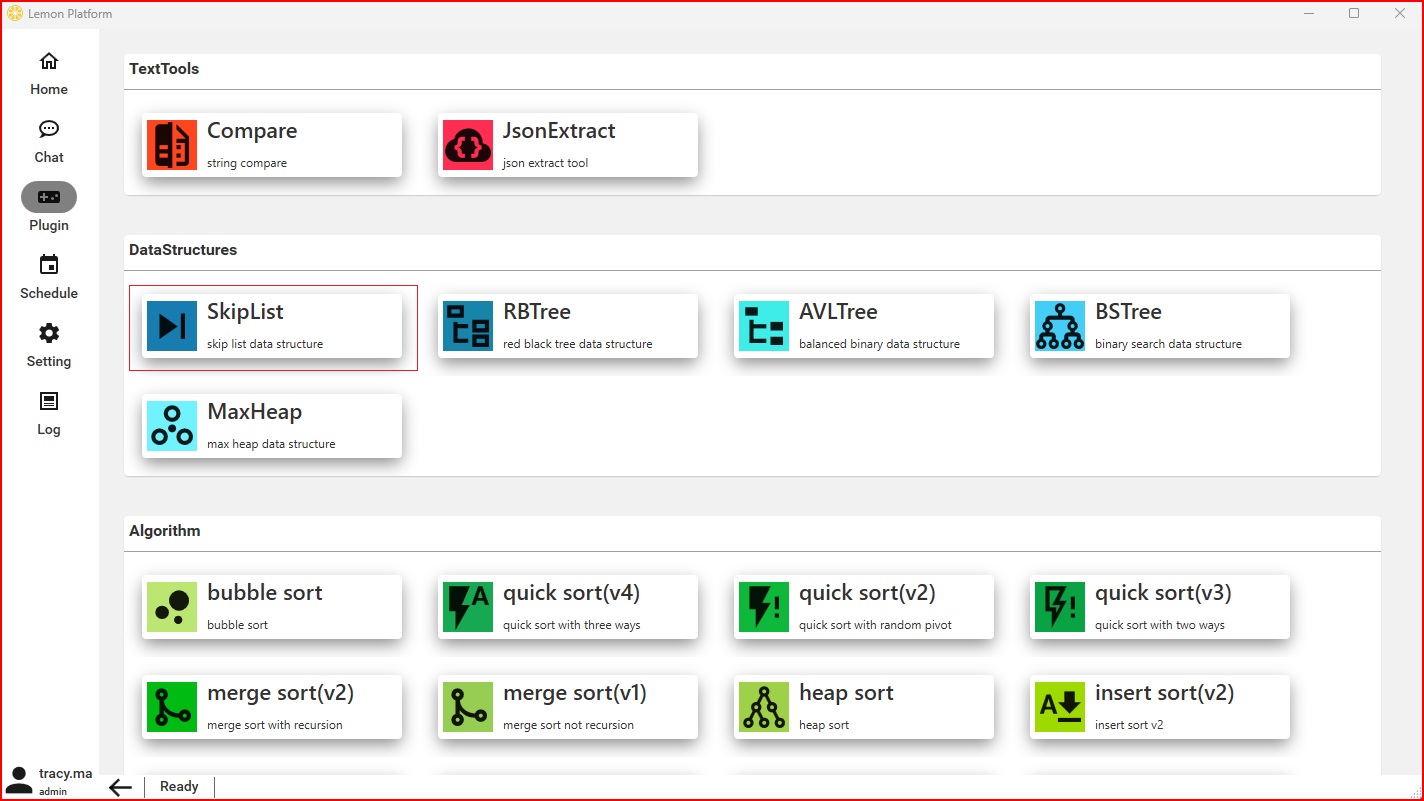 Lemon Platform
Home
Chat
Plugin
Schedule
Setting
Log
tracy.ma
admin
TextTools
Compare
string compare
JsonExtract
json extract tool
DataStructures
SkipList
skip list data structure
RBTree
red black tree data structure
AVLTree
balanced binary data structure
BSTree
binary search data structure
MaxHeap
max heap data structure
Algorithm
bubble sort
bubble sort
quick sort(v4)
quick sort with three ways
quick sort(v2)
quick sort with random pivot
quick sort(v3)
quick sort with two ways
merge sort(v2)
merge sort with recursion
merge sort(v1)
merge sort not recursion
heap sort
heap sort
insert sort(v2)
insert sort v2
Ready